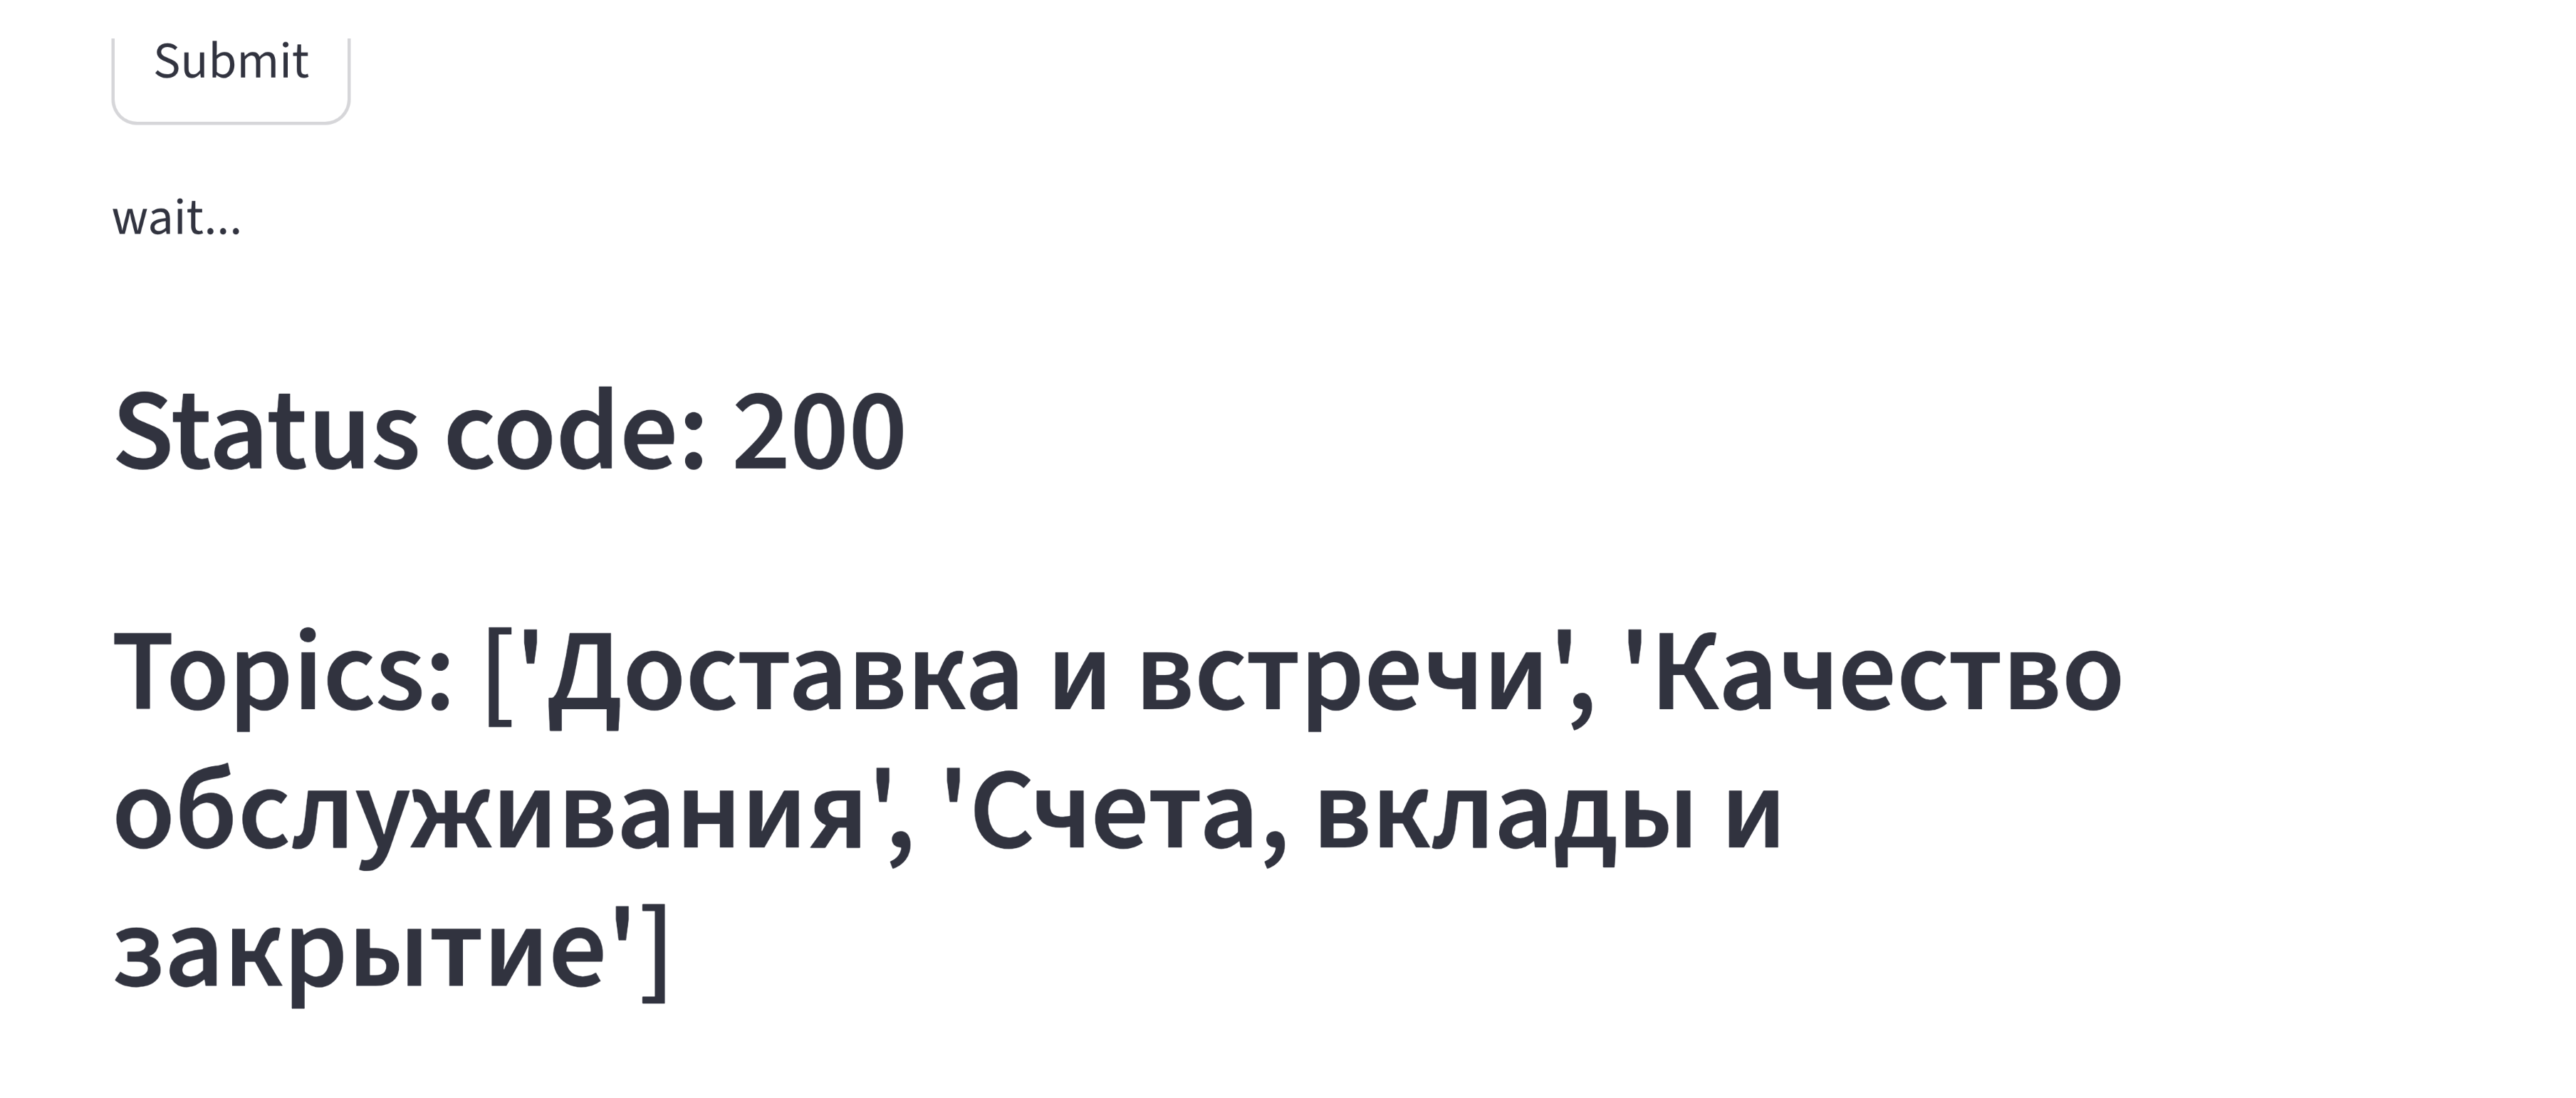 Submit
wait...
Status code: 200
Topics: ['Доставка и встречи', 'Качество
обслуживания', 'Счета, вклады и
закрытие']